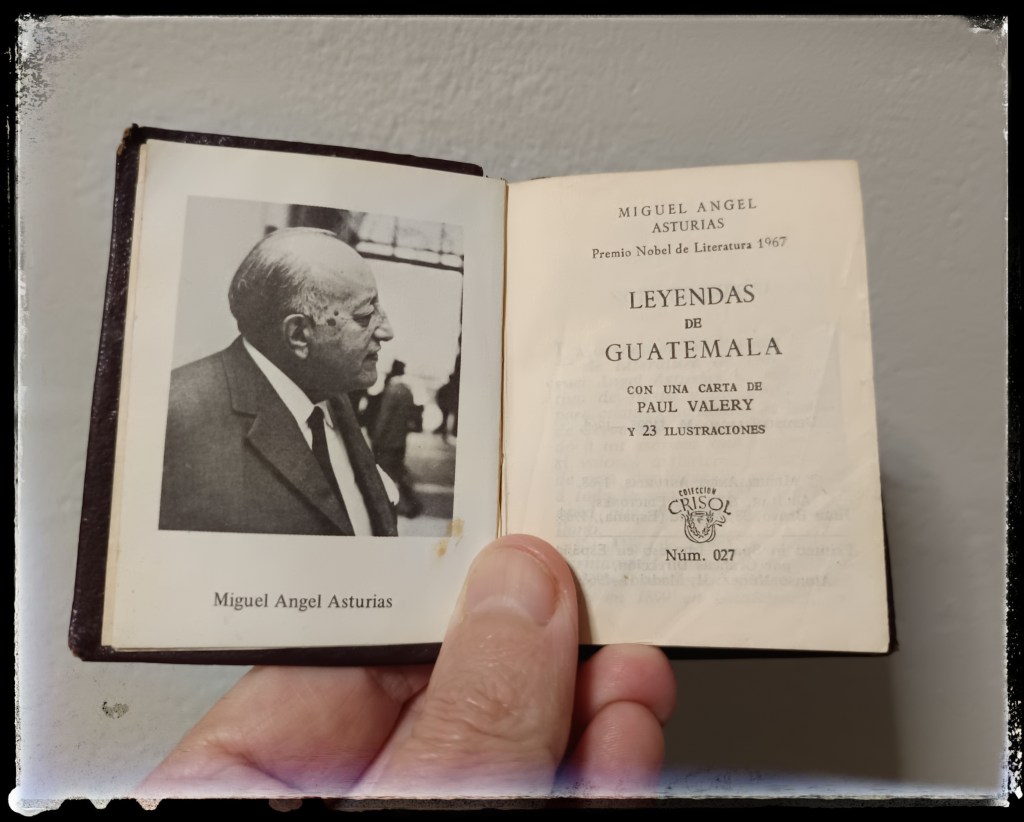 Miguel Angel Asturias
MIGUEL ANGEL
ASTURIAS
Premio Nobel de Literatura 1967
LEYENDAS
DE
GUATEMALA
CON UNA CARTA DE
PAUL VALERY
Y 23 ILUSTRACIONES
COLECCION
CRISOL
Núm. 027